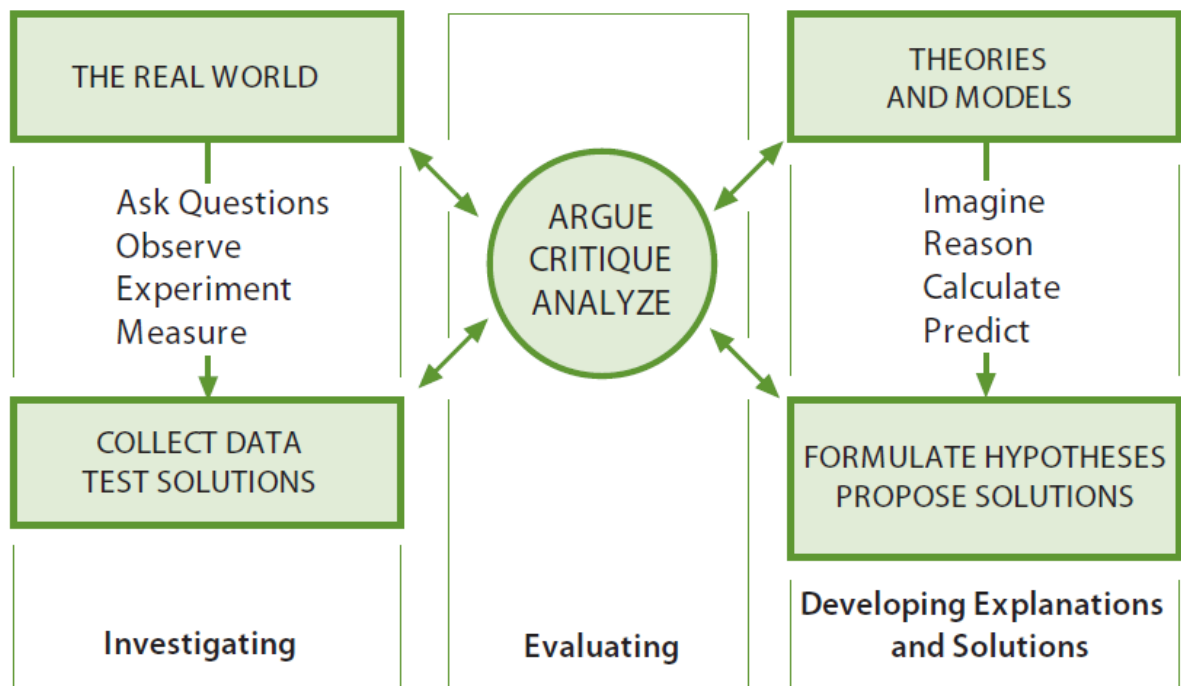 THE REAL WORLD
Ask Questions
Observe
Experiment
Measure
COLLECT DATA
TEST SOLUTIONS
Investigating
ARGUE
CRITIQUE
ANALYZE
Evaluating
THEORIES
AND MODELS
Imagine
Reason
Calculate
Predict
FORMULATE HYPOTHESES
PROPOSE SOLUTIONS
Developing Explanations
and Solutions